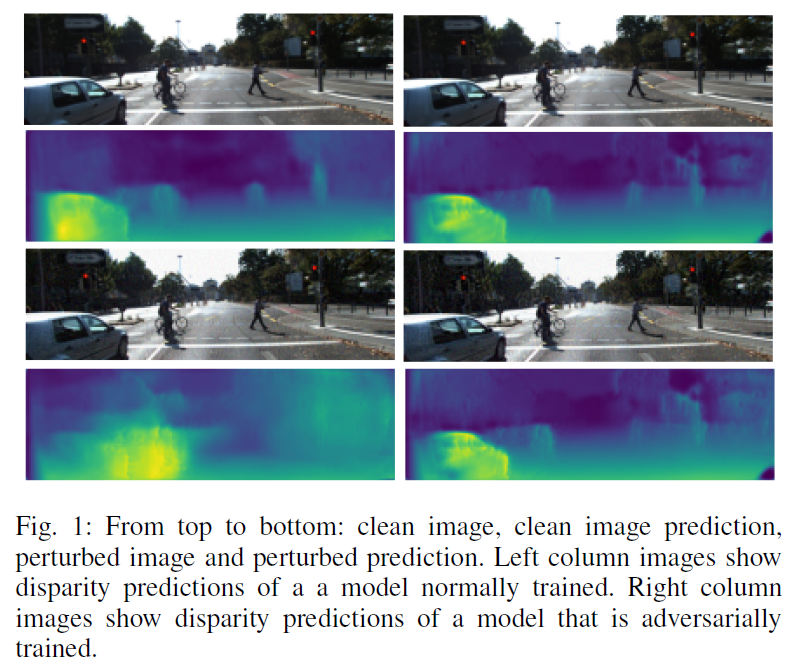 Fig. 1: From top to bottom: clean image, clean image prediction,
perturbed image and perturbed prediction. Left column images show
disparity predictions of a a model normally trained. Right column
images show disparity predictions of a model that is adversarially
trained.